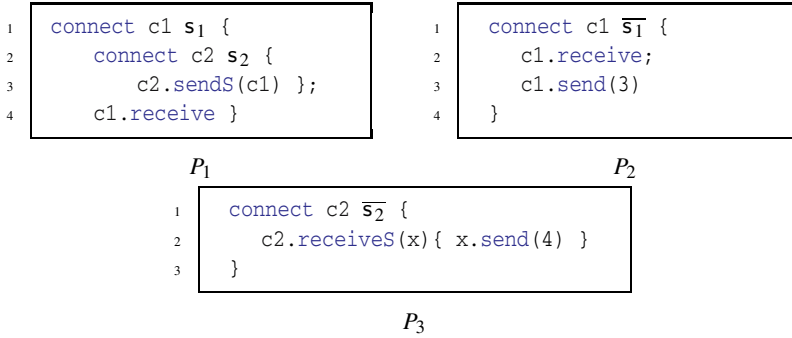 1 connect c1 s₁ {
2 connect c2 s₂ {
3 c2.sendS(c1) };
4 c1.receive }
P₁
1 connect c1 s̅₁̅ {
2 c1.receive;
3 c1.send(3)
4 }
P₂
1 connect c2 s̅₂̅ {
2 c2.receiveS(x){ x.send(4) }
3 }
P₃